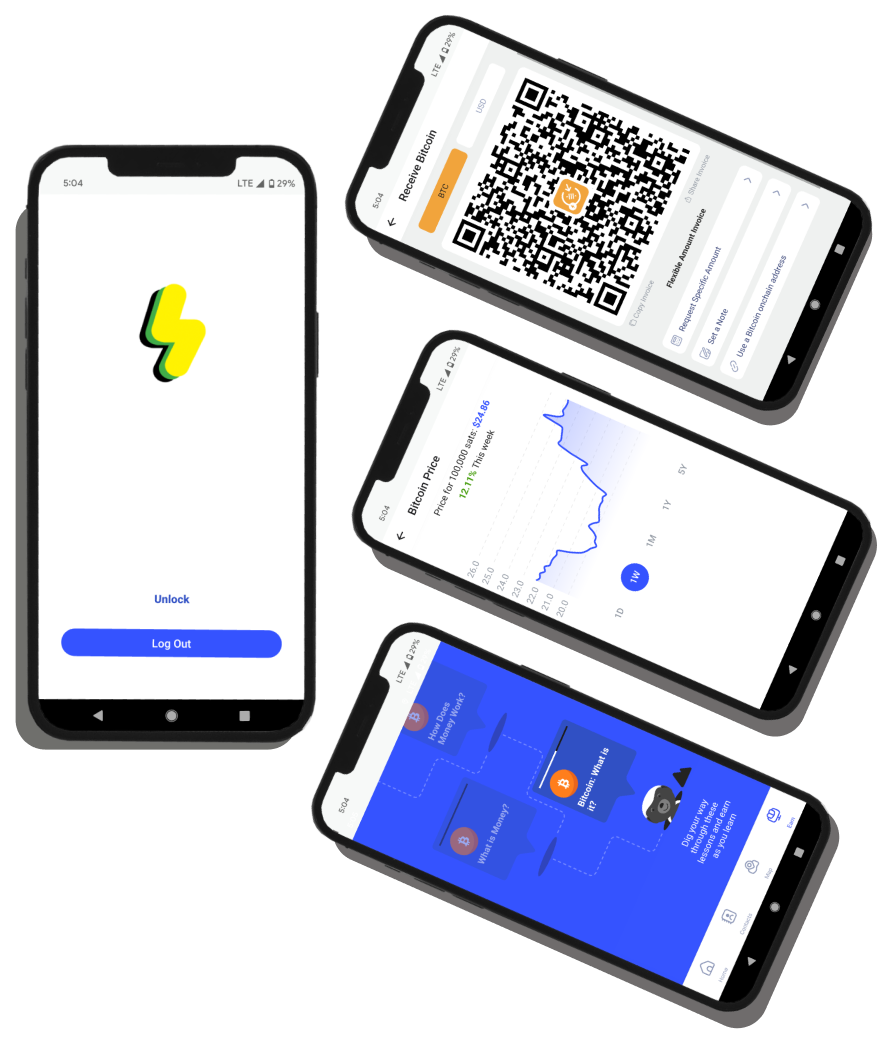 5:04
LTE 29%
Unlock
Log Out
5:04
LTE 29%
Receive Bitcoin
BTC
USD
Copy Invoice
Share Invoice
Flexible Amount Invoice
Request Specific Amount
Set a Note
Use a Bitcoin onchain address
5:04
LTE 29%
Bitcoin Price
Price for 100,000 sats: $24.86
12.11% This week
26.0
25.0
24.0
23.0
22.0
21.0
20.0
1D
1W
1M
1Y
5Y
5:04
LTE 29%
How Does
Money Work?
What is Money?
Bitcoin: What is
it?
Dig your way
through these
lessons and earn
as you learn
Home
Contacts
Map
Earn